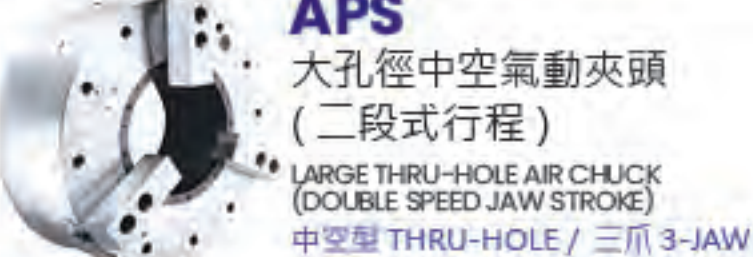 APS
大孔徑中空氣動夾頭
(二段式行程)
LARGE THRU-HOLE AIR CHUCK
(DOUBLE SPEED JAW STROKE)
中空型 THRU-HOLE / 三爪 3-JAW